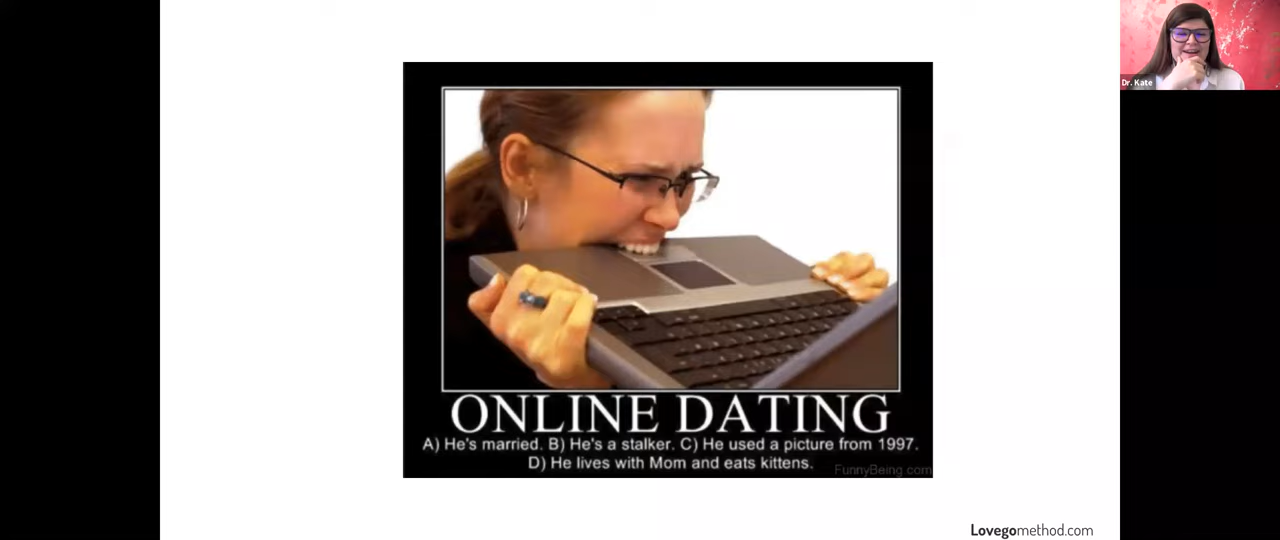 Dr. Kate
ONLINE DATING
A) He's married. B) He's a stalker. C) He used a picture from 1997.
D) He lives with Mom and eats kittens.
FunnyBeing.com
Lovegomethod.com